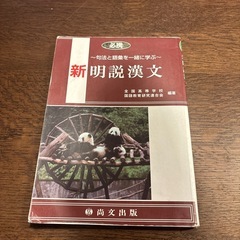 必携
〜句法と語彙を一緒に学ぶ〜
新明説漢文
全国高等学校
国語教育研究連合会 編著
尚文出版